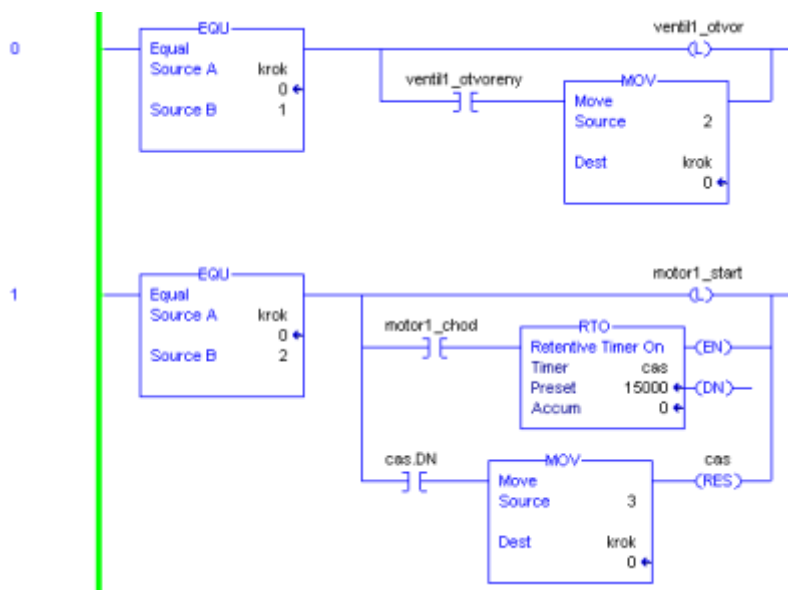 0
EQU
Equal
Source A krok
0
Source B 1
ventil1_otvor
(L)
ventil1_otvoreny
MOV
Move
Source 2
Dest krok
0
1
EQU
Equal
Source A krok
0
Source B 2
motor1_start
(L)
motor1_chod
RTO
Retentive Timer On
Timer cas
Preset 15000
Accum 0
(EN)
(DN)
cas.DN
MOV
Move
Source 3
Dest krok
0
cas
(RES)